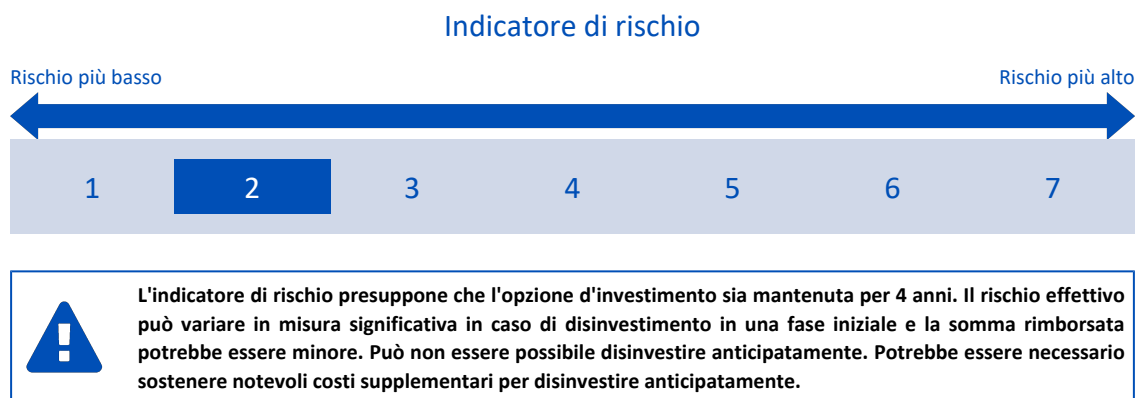 Indicatore di rischio
Rischio più basso
Rischio più alto
1 2 3 4 5 6 7
L'indicatore di rischio presuppone che l'opzione d'investimento sia mantenuta per 4 anni. Il rischio effettivo
può variare in misura significativa in caso di disinvestimento in una fase iniziale e la somma rimborsata
potrebbe essere minore. Può non essere possibile disinvestire anticipatamente. Potrebbe essere necessario
sostenere notevoli costi supplementari per disinvestire anticipatamente.